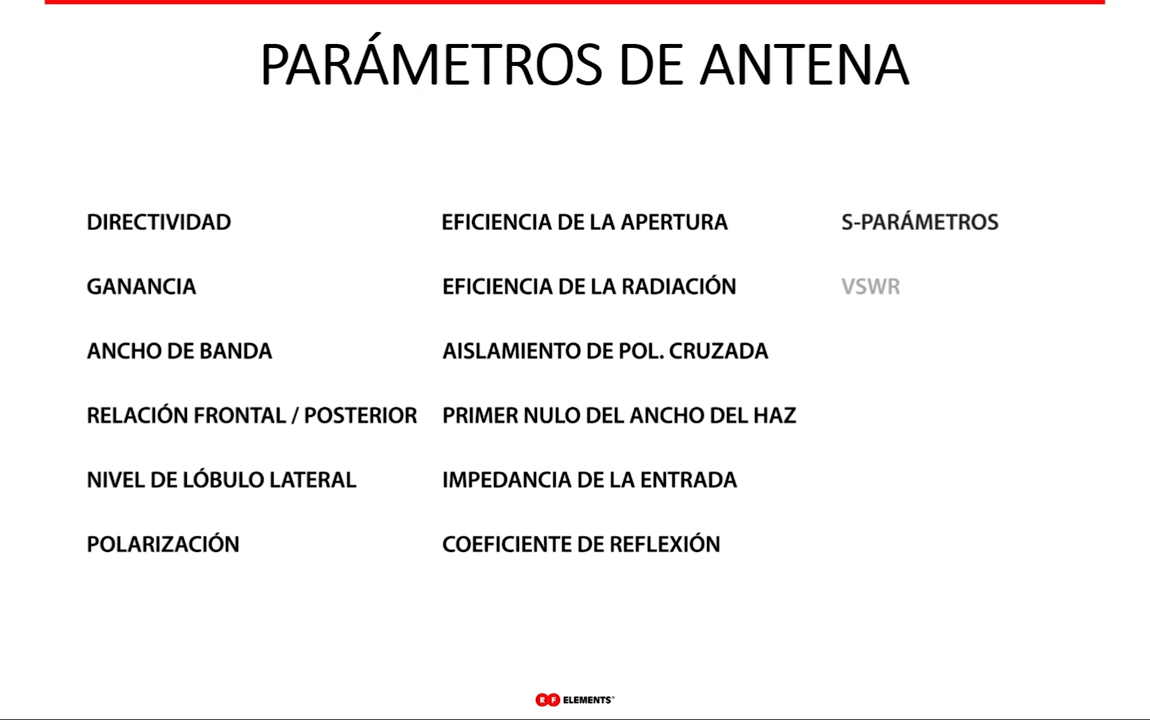 PARÁMETROS DE ANTENA
DIRECTIVIDAD
GANANCIA
ANCHO DE BANDA
RELACIÓN FRONTAL / POSTERIOR
NIVEL DE LÓBULO LATERAL
POLARIZACIÓN
EFICIENCIA DE LA APERTURA
EFICIENCIA DE LA RADIACIÓN
AISLAMIENTO DE POL. CRUZADA
PRIMER NULO DEL ANCHO DEL HAZ
IMPEDANCIA DE LA ENTRADA
COEFICIENTE DE REFLEXIÓN
S-PARÁMETROS
VSWR
RF ELEMENTS